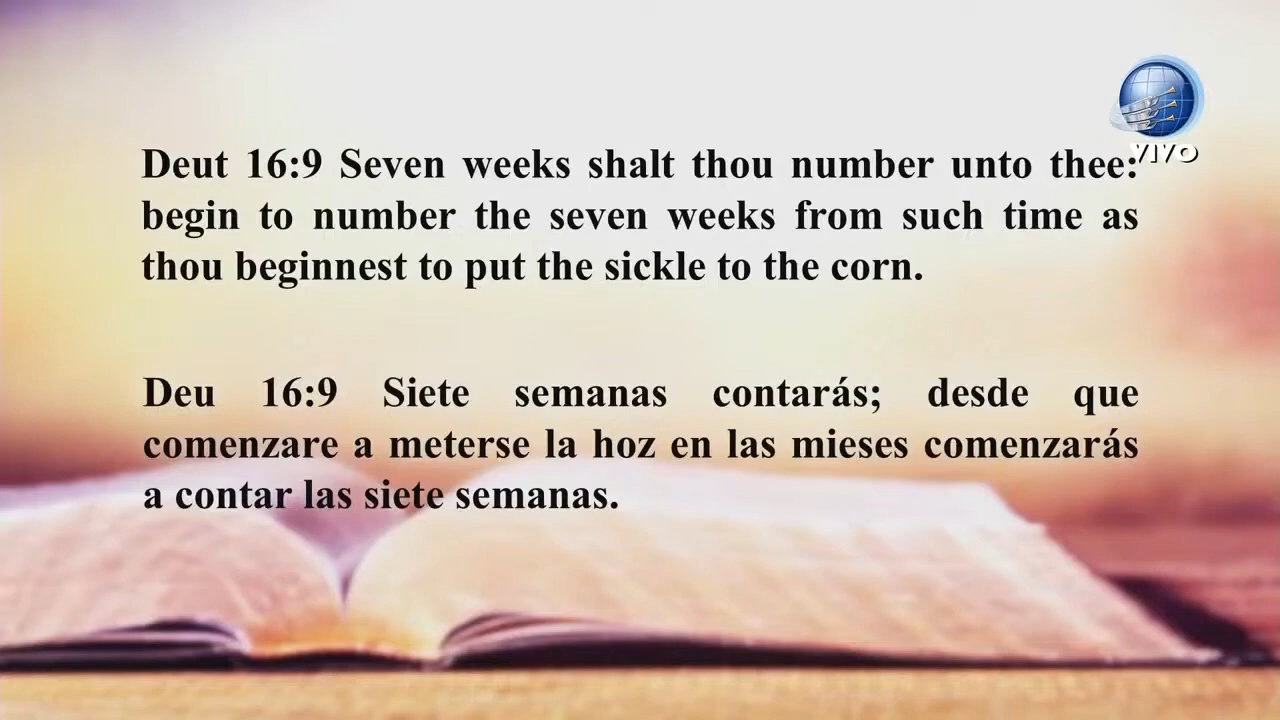 VIVO
Deut 16:9 Seven weeks shalt thou number unto thee:
begin to number the seven weeks from such time as
thou beginnest to put the sickle to the corn.
Deu 16:9 Siete semanas contarás; desde que
comenzare a meterse la hoz en las mieses comenzarás
a contar las siete semanas.